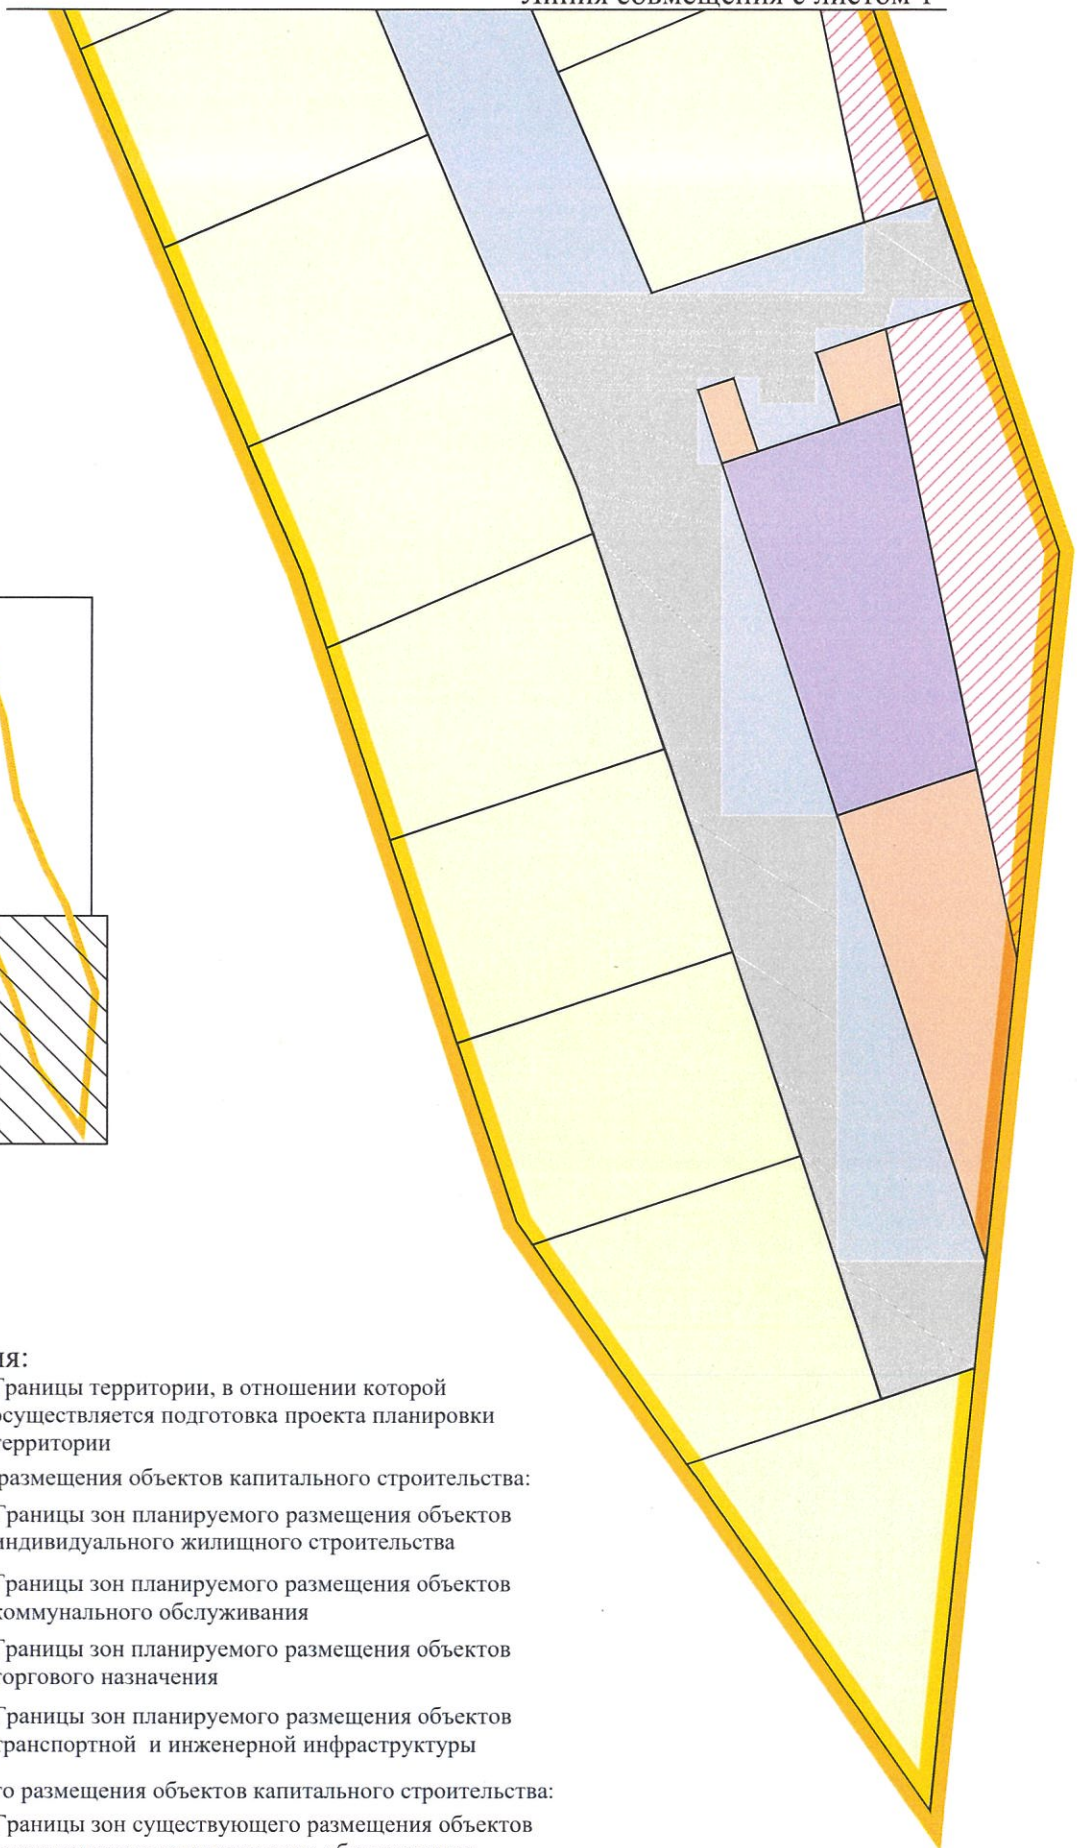 Линия совмещения с листом 1
ия:
Границы территории, в отношении которой
осуществляется подготовка проекта планировки
территории
размещения объектов капитального строительства:
Границы зон планируемого размещения объектов
индивидуального жилищного строительства
Границы зон планируемого размещения объектов
коммунального обслуживания
Границы зон планируемого размещения объектов
торгового назначения
Границы зон планируемого размещения объектов
транспортной и инженерной инфраструктуры
го размещения объектов капитального строительства:
Границы зон существующего размещения объектов